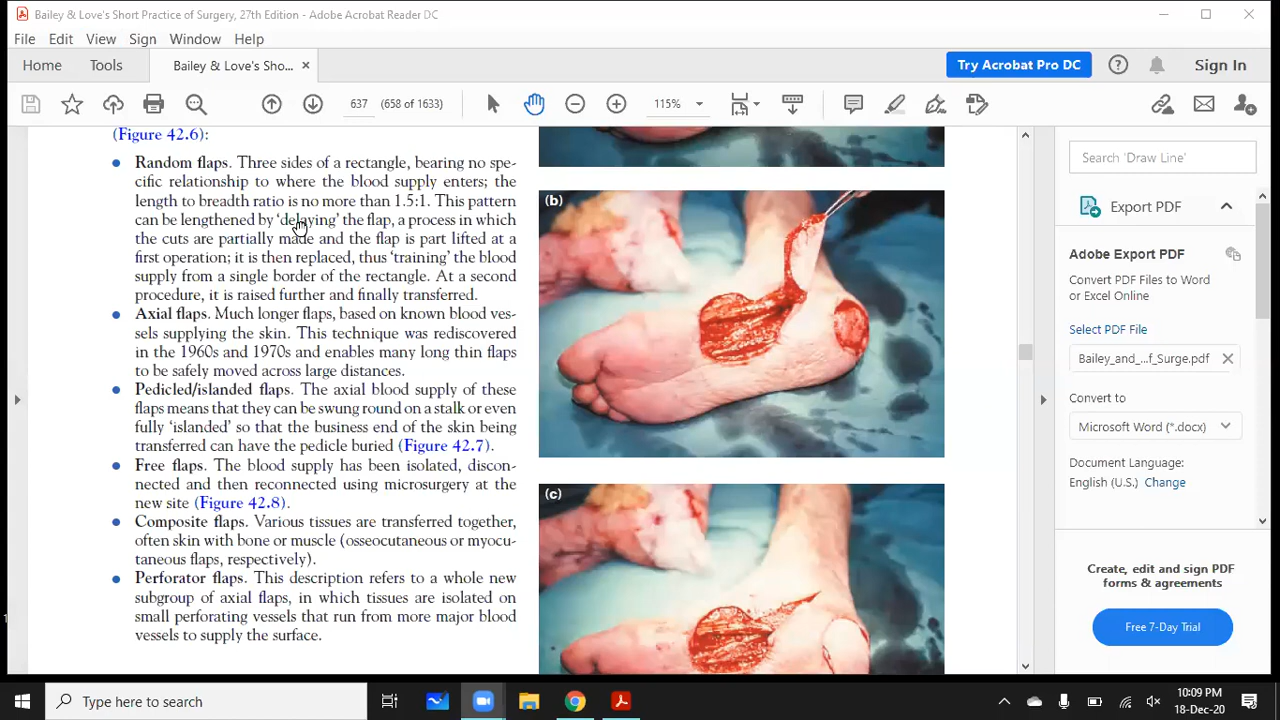 Bailey & Love's Short Practice of Surgery, 27th Edition - Adobe Acrobat Reader DC
File Edit View Sign Window Help
Home Tools Bailey & Love's Sho... × Try Acrobat Pro DC Sign In
637 (658 of 1633) 115%
(Figure 42.6):
• Random flaps. Three sides of a rectangle, bearing no spe-
cific relationship to where the blood supply enters; the
length to breadth ratio is no more than 1.5:1. This pattern
can be lengthened by 'delaying' the flap, a process in which
the cuts are partially made and the flap is part lifted at a
first operation; it is then replaced, thus 'training' the blood
supply from a single border of the rectangle. At a second
procedure, it is raised further and finally transferred.
• Axial flaps. Much longer flaps, based on known blood ves-
sels supplying the skin. This technique was rediscovered
in the 1960s and 1970s and enables many long thin flaps
to be safely moved across large distances.
• Pedicled/islanded flaps. The axial blood supply of these
flaps means that they can be swung round on a stalk or even
fully 'islanded' so that the business end of the skin being
transferred can have the pedicle buried (Figure 42.7).
• Free flaps. The blood supply has been isolated, discon-
nected and then reconnected using microsurgery at the
new site (Figure 42.8).
• Composite flaps. Various tissues are transferred together,
often skin with bone or muscle (osseocutaneous or myocu-
taneous flaps, respectively).
• Perforator flaps. This description refers to a whole new
subgroup of axial flaps, in which tissues are isolated on
small perforating vessels that run from more major blood
vessels to supply the surface.
(b)
(c)
Search 'Draw Line'
Export PDF
Adobe Export PDF
Convert PDF Files to Word
or Excel Online
Select PDF File
Bailey_and_...f_Surge.pdf ×
Convert to
Microsoft Word (*.docx)
Document Language:
English (U.S.) Change
Create, edit and sign PDF
forms & agreements
Free 7-Day Trial
Type here to search
10:09 PM
18-Dec-20